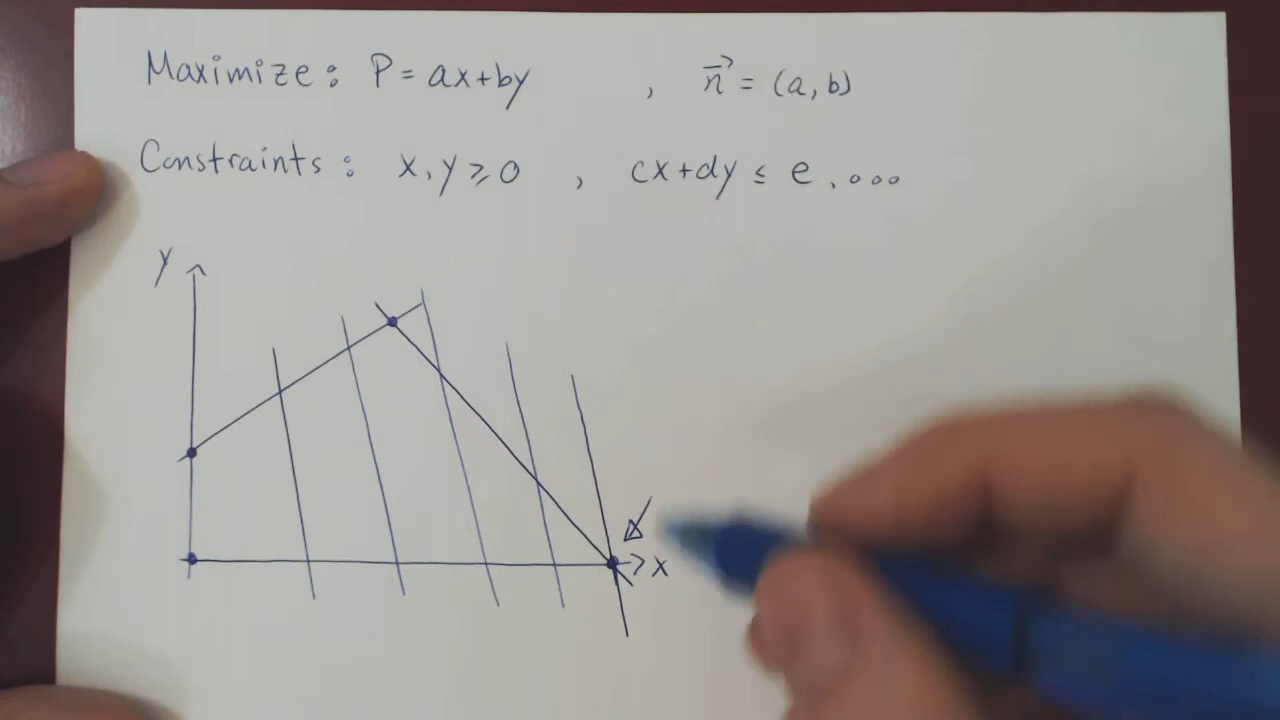 Maximize: P = ax+by , n⃗ = (a, b)
Constraints: x, y ≥ 0 , cx+dy ≤ e, ...
y
x